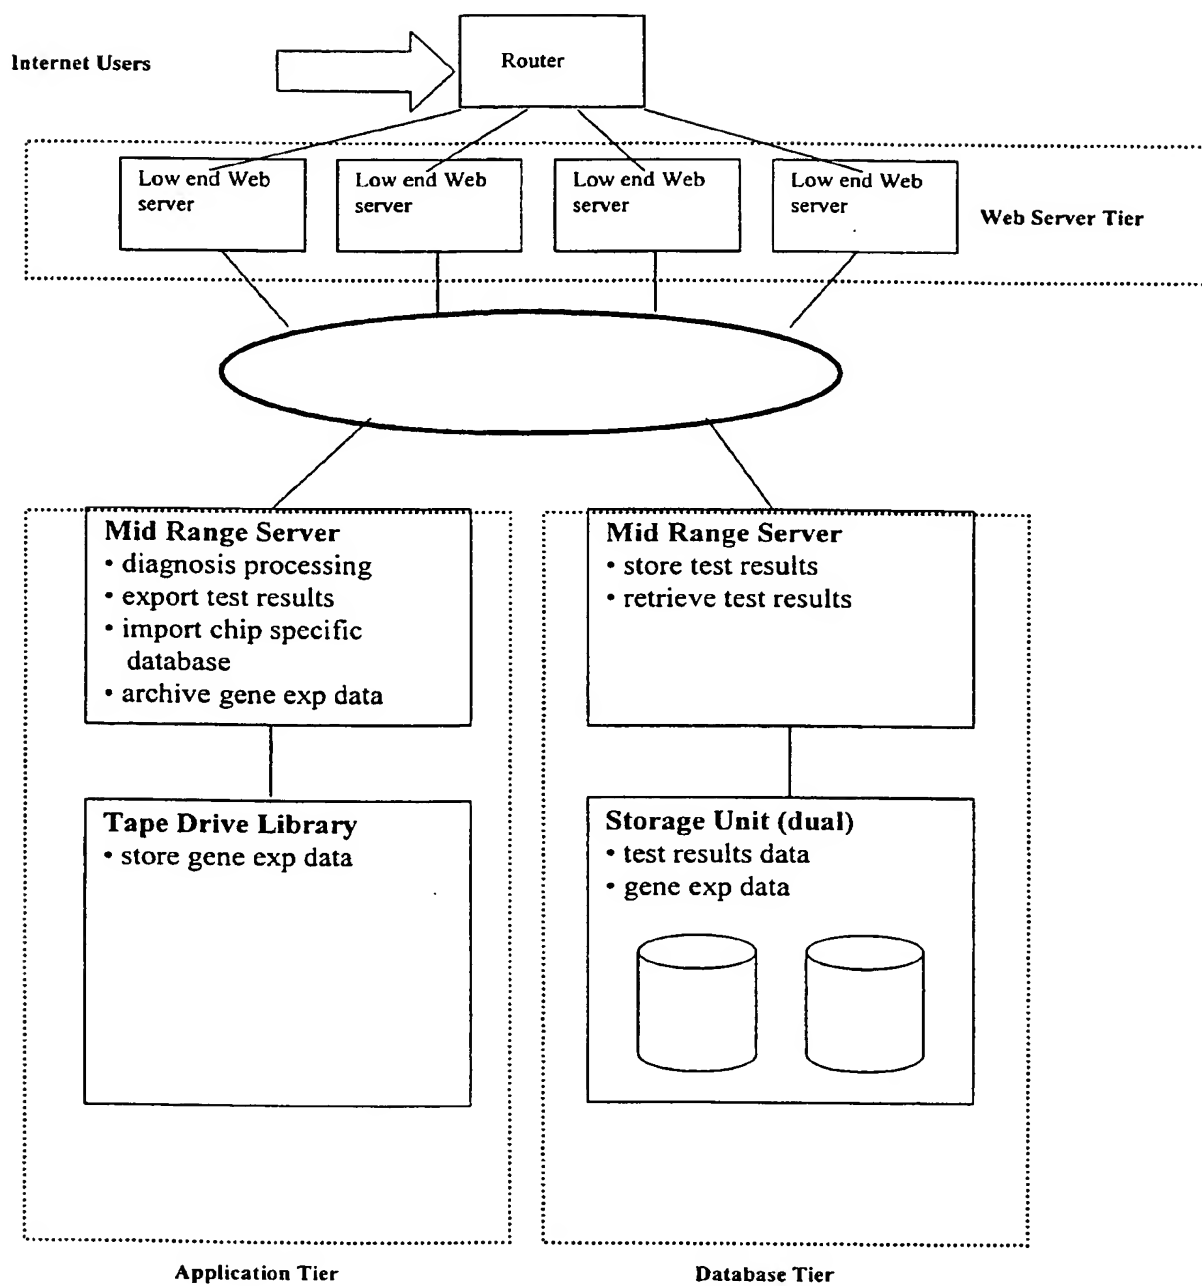 Internet Users
Router
Low end Web
server
Low end Web
server
Low end Web
server
Low end Web
server
Web Server Tier
Mid Range Server
• diagnosis processing
• export test results
• import chip specific
database
• archive gene exp data
Mid Range Server
• store test results
• retrieve test results
Tape Drive Library
• store gene exp data
Storage Unit (dual)
• test results data
• gene exp data
Application Tier
Database Tier